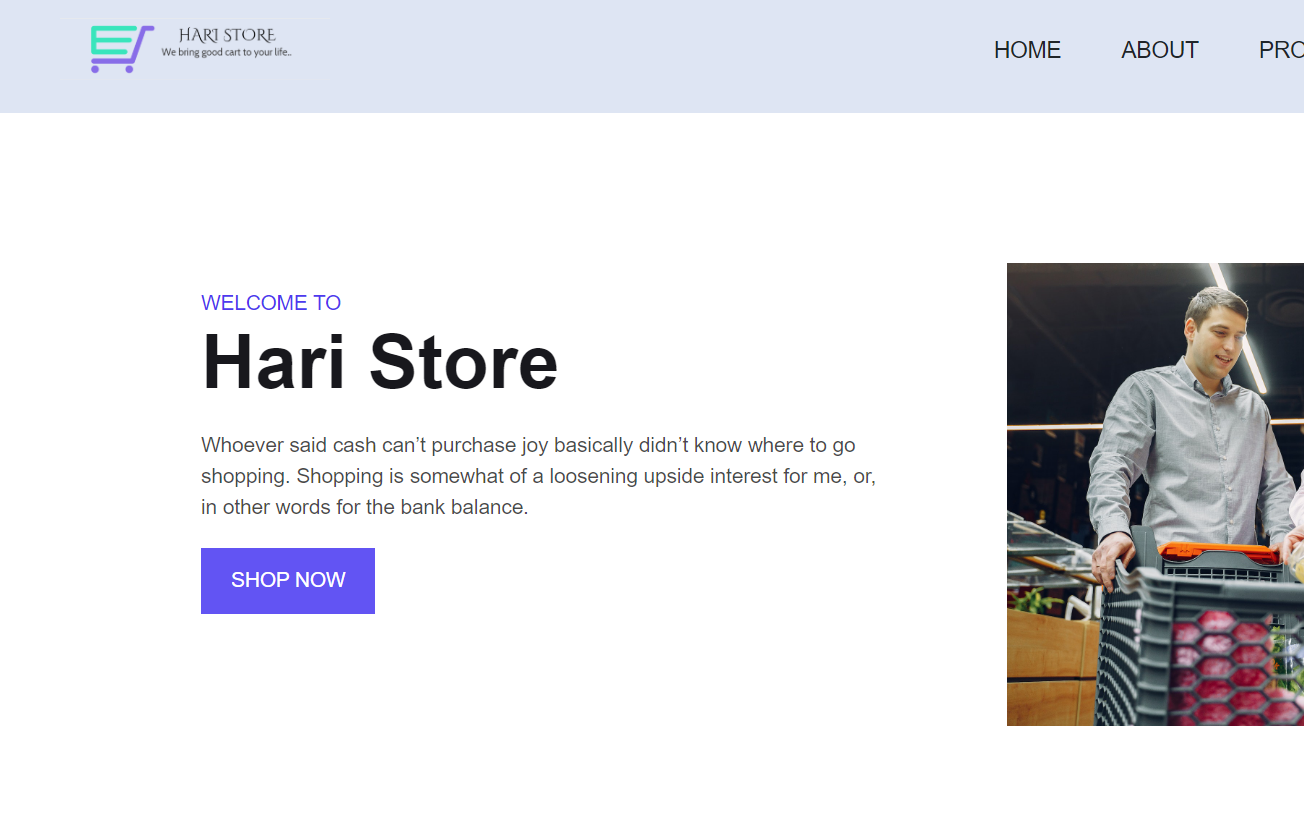 HARI STORE
We bring good cart to your life..
HOME ABOUT PRO
WELCOME TO
Hari Store
Whoever said cash can’t purchase joy basically didn’t know where to go
shopping. Shopping is somewhat of a loosening upside interest for me, or,
in other words for the bank balance.
SHOP NOW